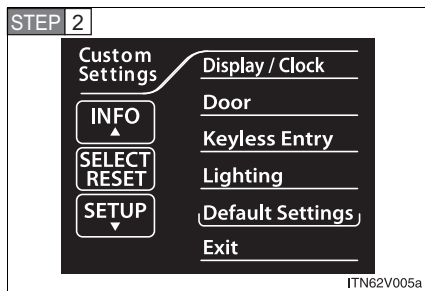 STEP 2
Custom
Settings
INFO
SELECT
RESET
SETUP
Display / Clock
Door
Keyless Entry
Lighting
Default Settings
Exit
ITN62V005a